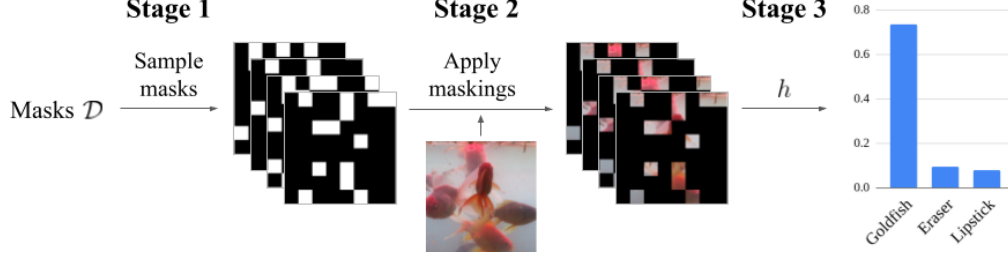 Stage 1
Stage 2
Stage 3
Masks 𝒟
Sample
masks
Apply
maskings
h
0.8
0.6
0.4
0.2
0.0
Goldfish
Eraser
Lipstick